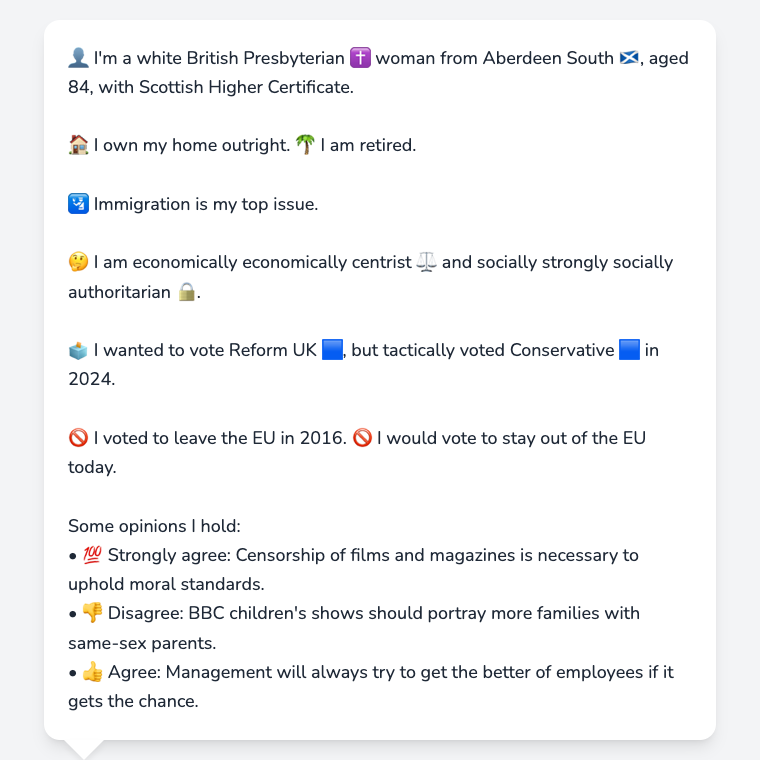 👤 I'm a white British Presbyterian ✝️ woman from Aberdeen South 🏴󠁧󠁢󠁳󠁣󠁴󠁿, aged
84, with Scottish Higher Certificate.
🏠 I own my home outright. 🌴 I am retired.
🛂 Immigration is my top issue.
🤔 I am economically economically centrist ⚖️ and socially strongly socially
authoritarian 🔒.
🗳️ I wanted to vote Reform UK 🟦, but tactically voted Conservative 🟦 in
2024.
🚫 I voted to leave the EU in 2016. 🚫 I would vote to stay out of the EU
today.
Some opinions I hold:
• 💯 Strongly agree: Censorship of films and magazines is necessary to
uphold moral standards.
• 👎 Disagree: BBC children's shows should portray more families with
same-sex parents.
• 👍 Agree: Management will always try to get the better of employees if it
gets the chance.